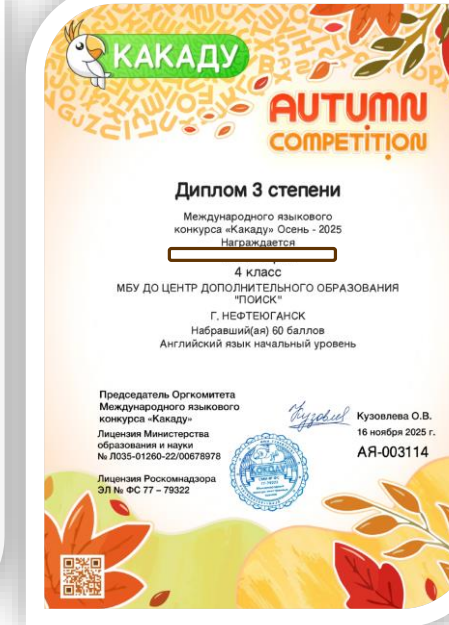 КАКАДУ
AUTUMN
COMPETITION
Диплом 3 степени
Международного языкового
конкурса «Какаду» Осень - 2025
Награждается
4 класс
МБУ ДО ЦЕНТР ДОПОЛНИТЕЛЬНОГО ОБРАЗОВАНИЯ
"ПОИСК"
Г. НЕФТЕЮГАНСК
Набравший(ая) 60 баллов
Английский язык начальный уровень
Председатель Оргкомитета
Международного языкового
конкурса «Какаду»
Кузовлева О.В.
Лицензия Министерства
образования и науки
№ Л035-01260-22/00678978
16 ноября 2025 г.
АЯ-003114
Лицензия Роскомнадзора
ЭЛ № ФС 77 – 79322